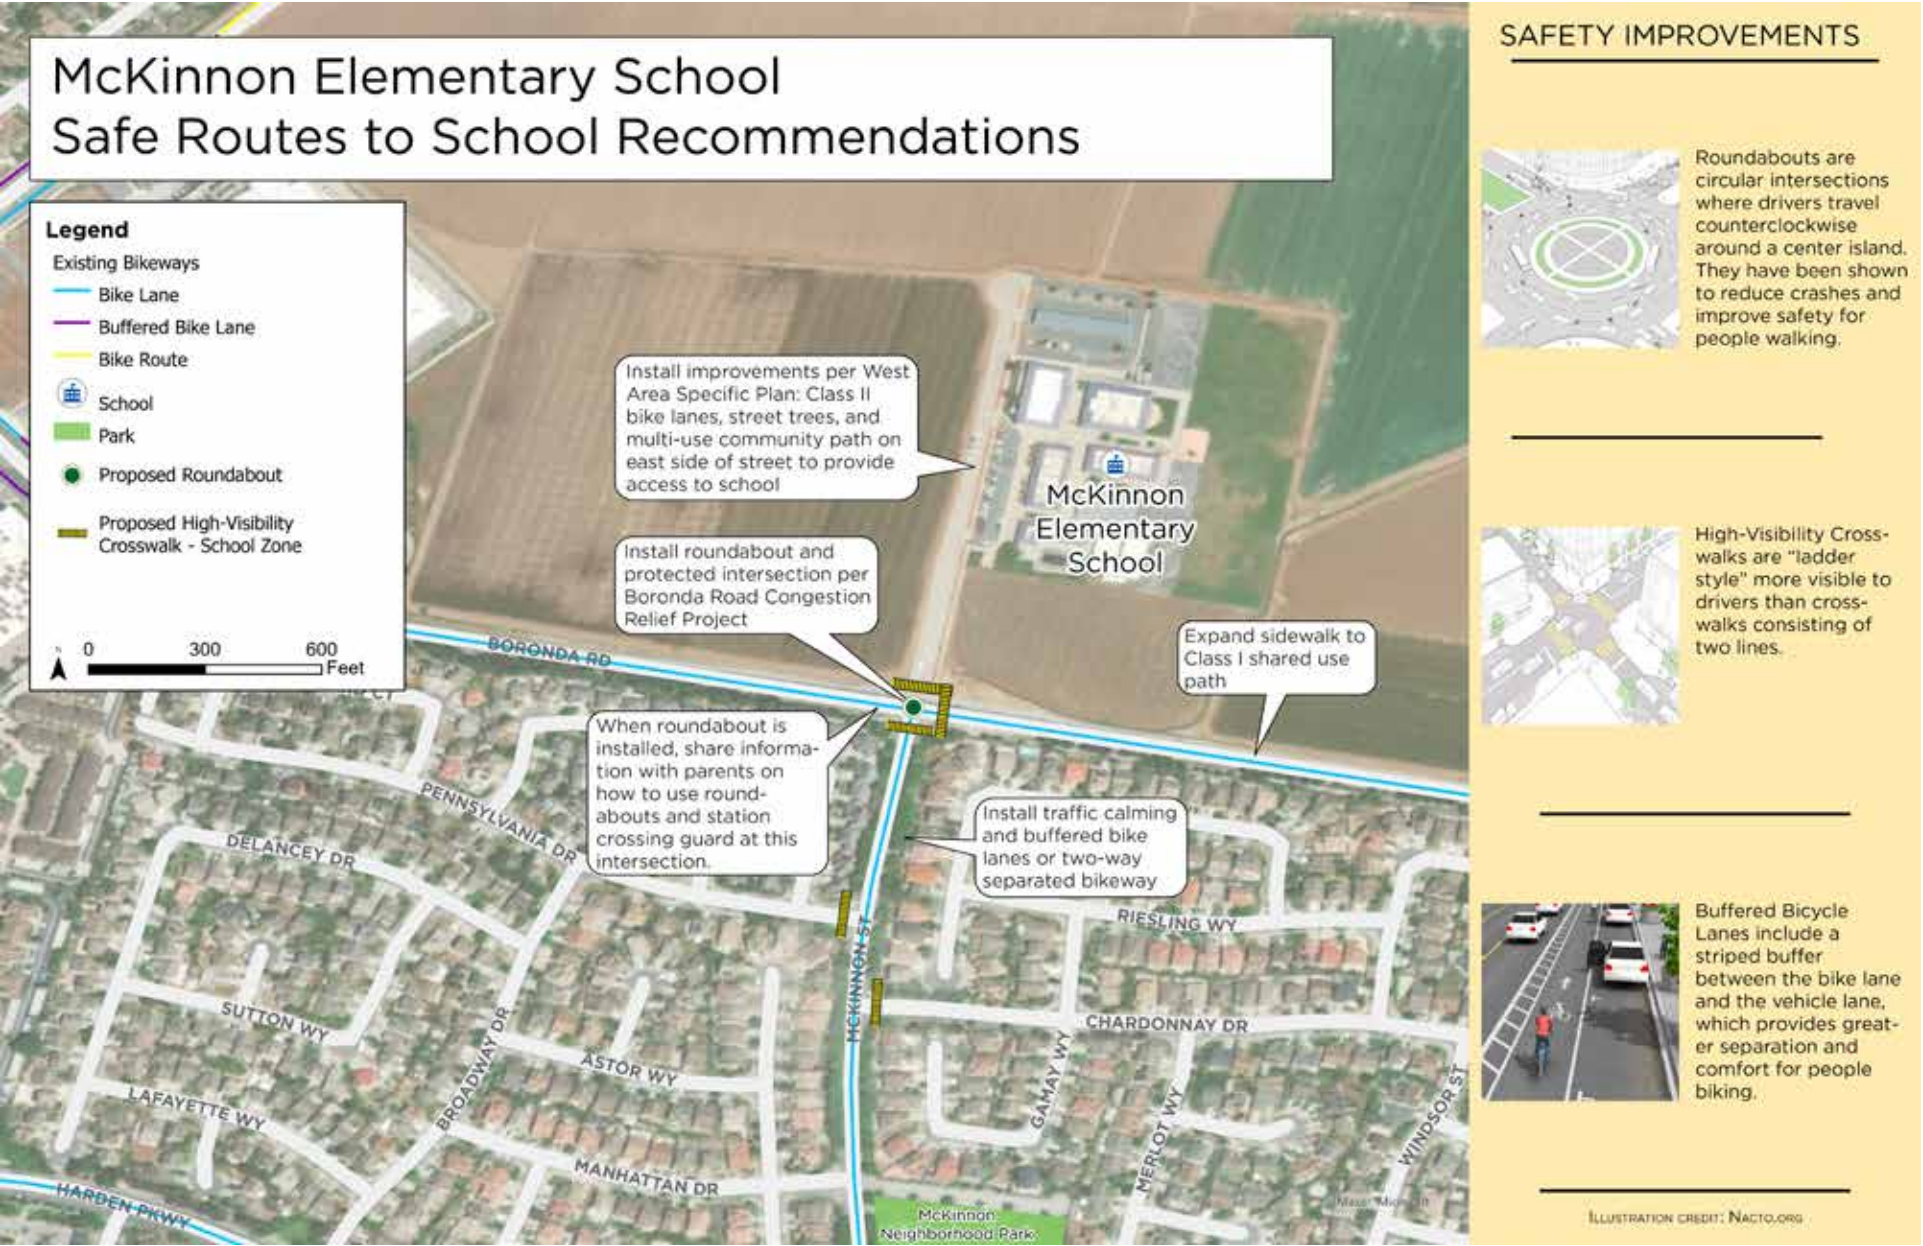 McKinnon Elementary School
Safe Routes to School Recommendations
Legend
Existing Bikeways
Bike Lane
Buffered Bike Lane
Bike Route
School
Park
Proposed Roundabout
Proposed High-Visibility
Crosswalk - School Zone
N
0 300 600
Feet
Install improvements per West
Area Specific Plan: Class II
bike lanes, street trees, and
multi-use community path on
east side of street to provide
access to school
McKinnon
Elementary
School
Install roundabout and
protected intersection per
Boronda Road Congestion
Relief Project
Expand sidewalk to
Class I shared use
path
When roundabout is
installed, share informa-
tion with parents on
how to use round-
abouts and station
crossing guard at this
intersection.
Install traffic calming
and buffered bike
lanes or two-way
separated bikeway
BORONDA RD
CT
PENNSYLVANIA DR
DELANCEY DR
RIESLING WY
MCKINNON ST
SUTTON WY
CHARDONNAY DR
BROADWAY DR
ASTOR WY
GAMAY WY
LAFAYETTE WY
MERLOT WY
WINDSOR ST
MANHATTAN DR
HARDEN PKWY
McKinnon
Neighborhood Park
Maxar, Microsoft
SAFETY IMPROVEMENTS
Roundabouts are
circular intersections
where drivers travel
counterclockwise
around a center island.
They have been shown
to reduce crashes and
improve safety for
people walking.
High-Visibility Cross-
walks are "ladder
style" more visible to
drivers than cross-
walks consisting of
two lines.
Buffered Bicycle
Lanes include a
striped buffer
between the bike lane
and the vehicle lane,
which provides great-
er separation and
comfort for people
biking.
ILLUSTRATION CREDIT: NACTO.ORG